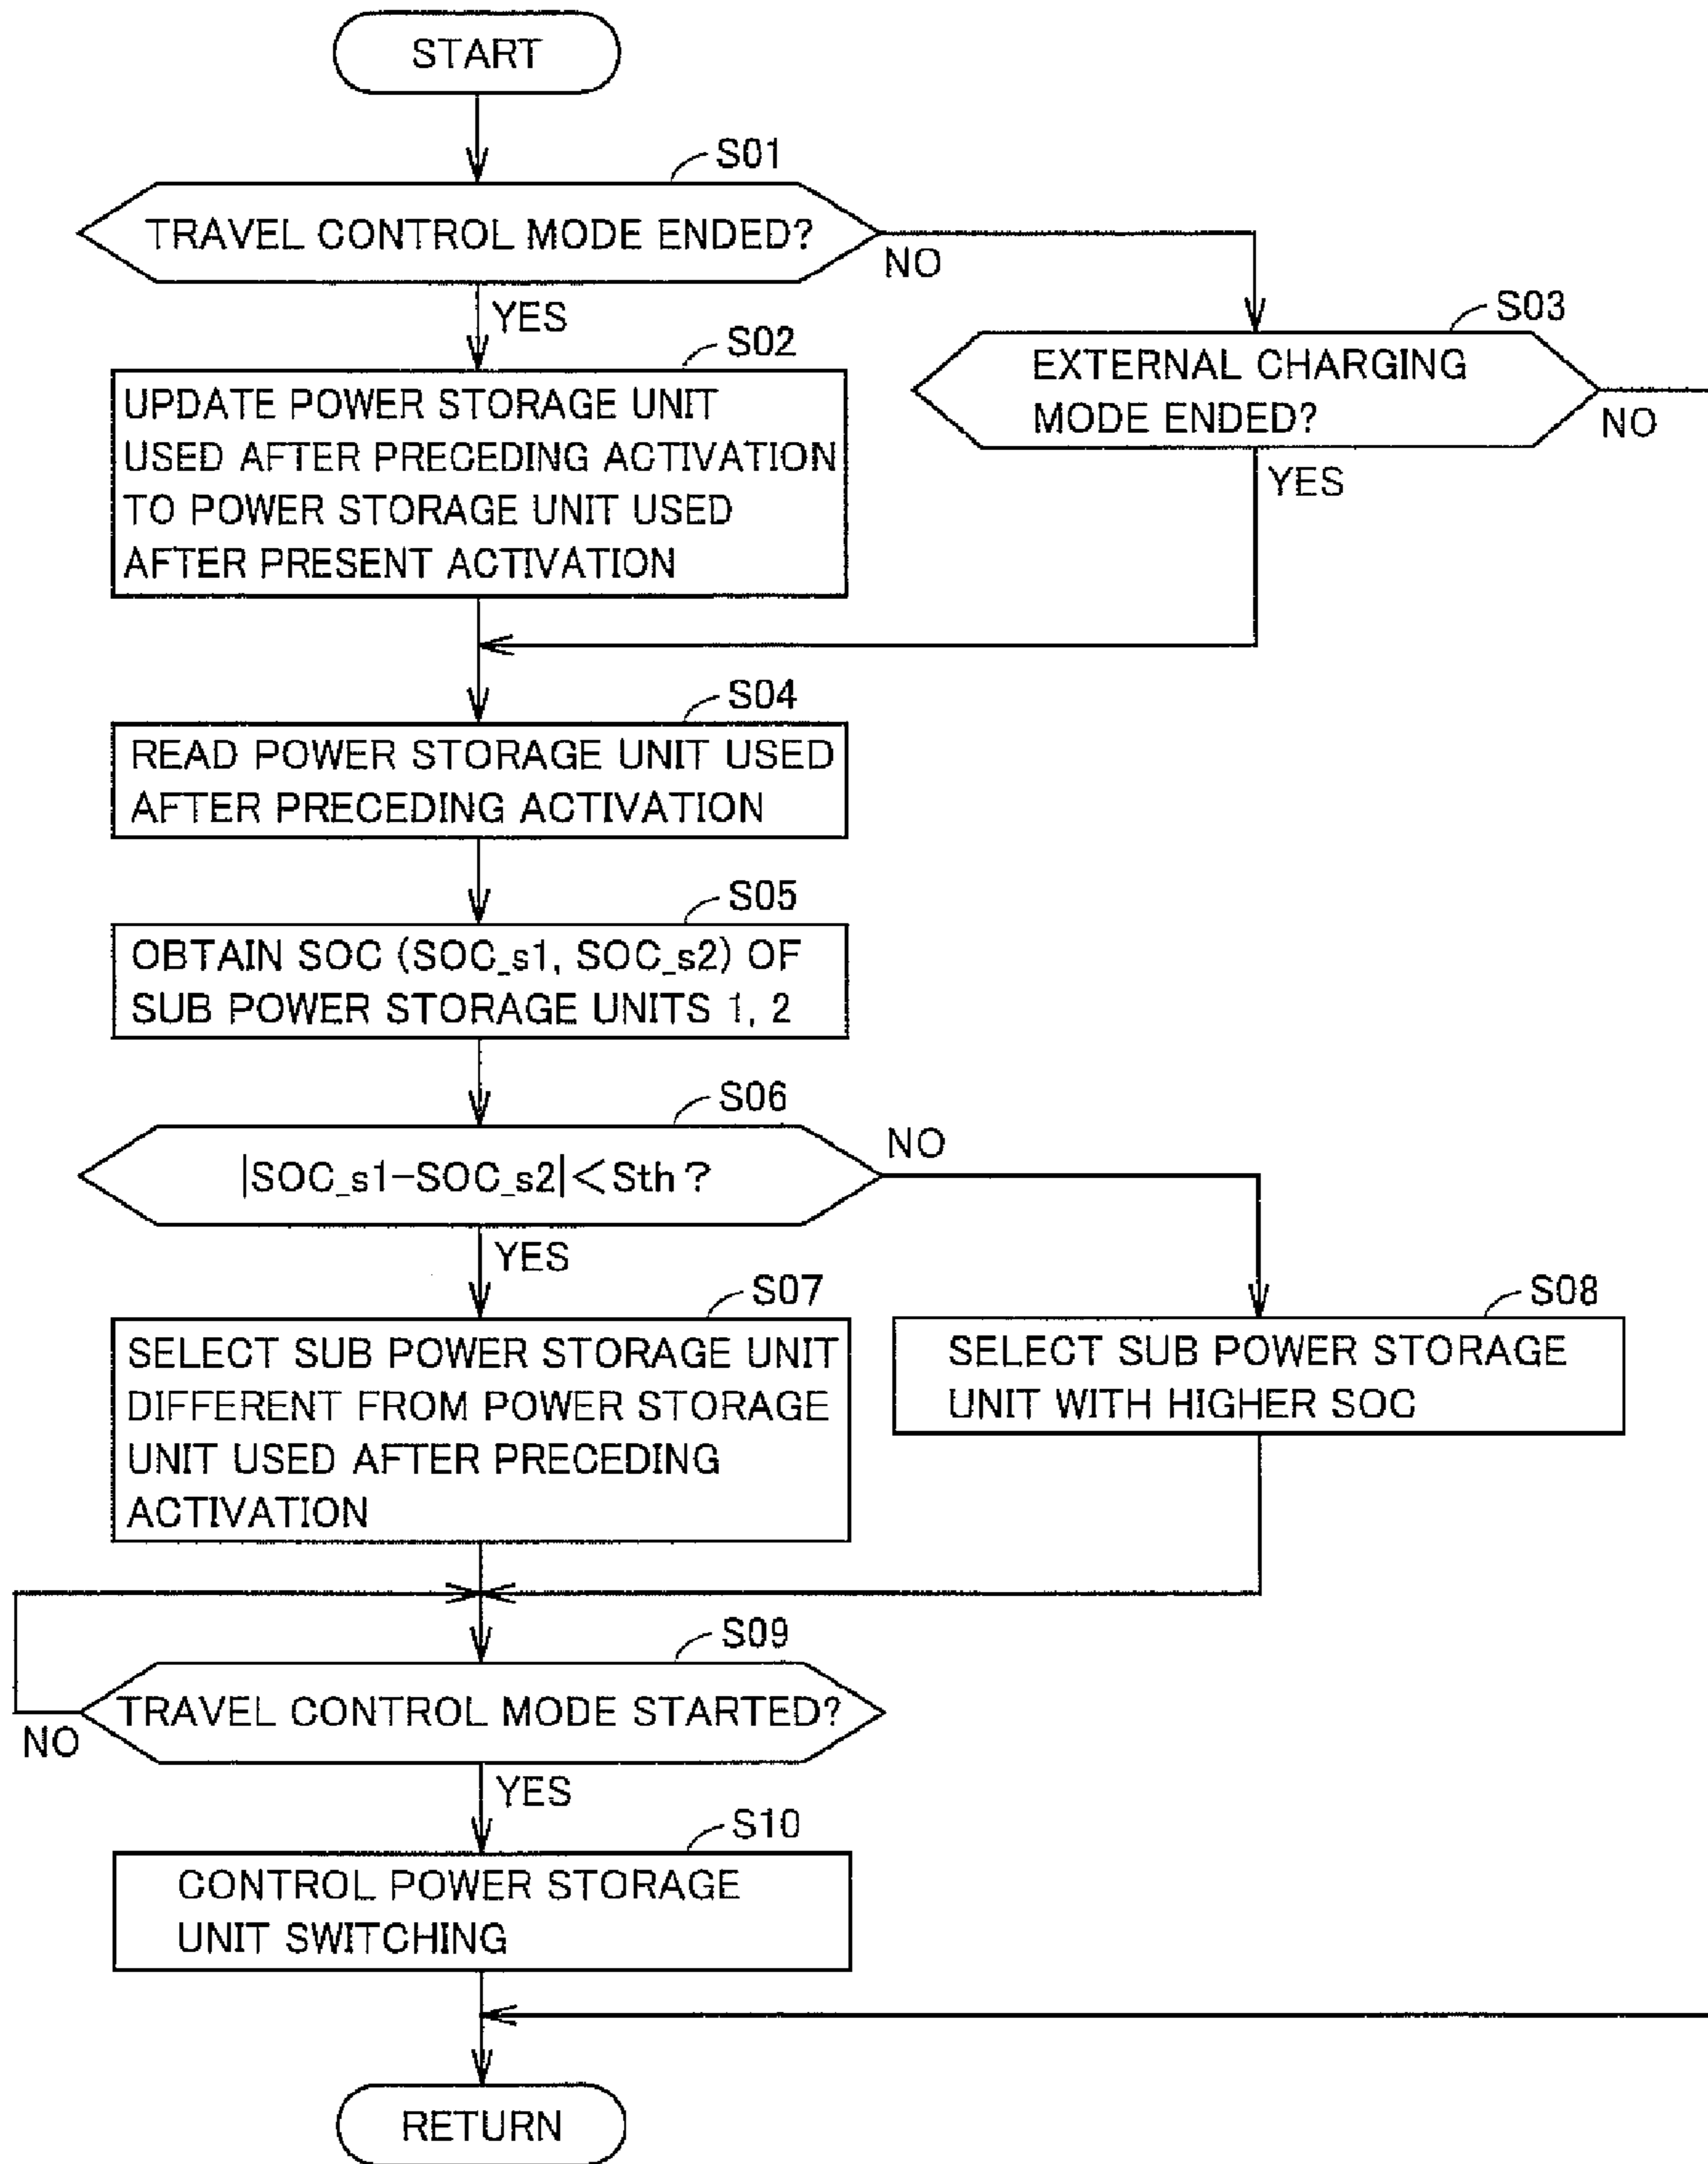 START
S01
TRAVEL CONTROL MODE ENDED?
NO
YES
S03
EXTERNAL CHARGING
MODE ENDED?
NO
YES
S02
UPDATE POWER STORAGE UNIT
USED AFTER PRECEDING ACTIVATION
TO POWER STORAGE UNIT USED
AFTER PRESENT ACTIVATION
S04
READ POWER STORAGE UNIT USED
AFTER PRECEDING ACTIVATION
S05
OBTAIN SOC (SOC_s1, SOC_s2) OF
SUB POWER STORAGE UNITS 1, 2
S06
|SOC_s1-SOC_s2|<Sth?
NO
YES
S07
SELECT SUB POWER STORAGE UNIT
DIFFERENT FROM POWER STORAGE
UNIT USED AFTER PRECEDING
ACTIVATION
S08
SELECT SUB POWER STORAGE
UNIT WITH HIGHER SOC
S09
TRAVEL CONTROL MODE STARTED?
NO
YES
S10
CONTROL POWER STORAGE
UNIT SWITCHING
RETURN